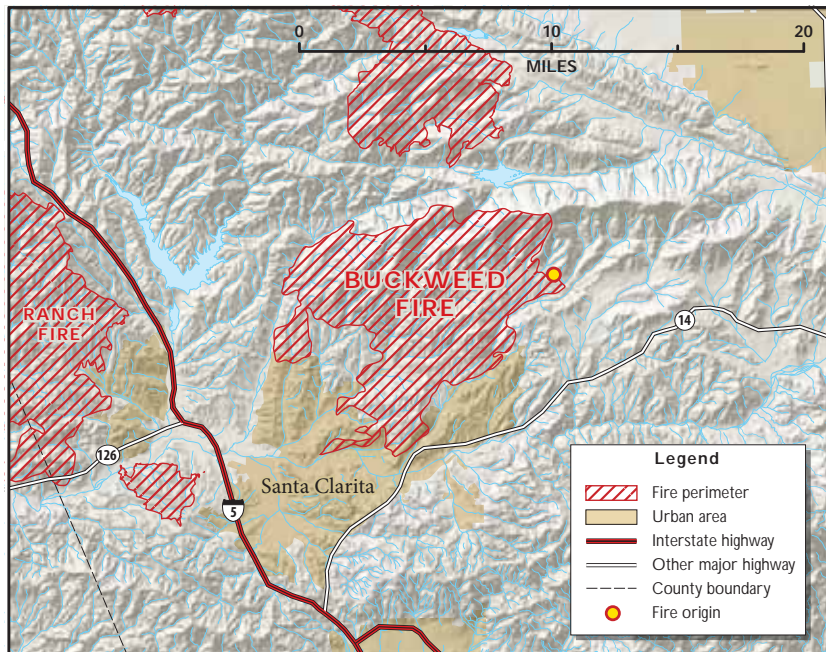 0 10 20
MILES
BUCKWEED
FIRE
RANCH
FIRE
14
126
Santa Clarita
5
Legend
Fire perimeter
Urban area
Interstate highway
Other major highway
County boundary
Fire origin